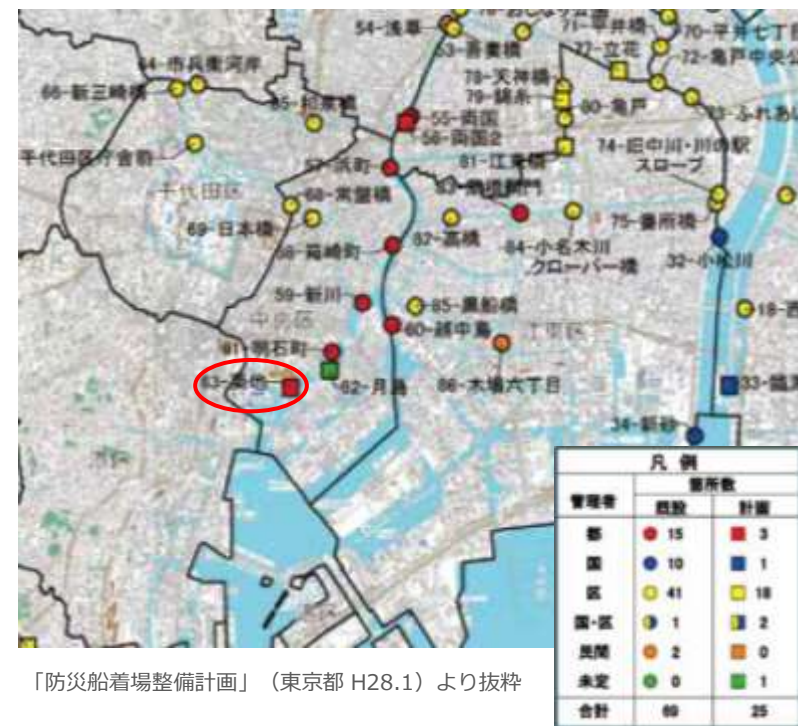 54-浅草
53-吾妻橋
71-平井橋
70-平井七丁目
77-立花
72-亀戸中央公
64-市兵衛河岸
66-新三崎橋
65-和泉橋
78-天神橋
79-錦糸
80-亀戸
55-両国
56-両国2
73-ふれあい
千代田区庁舎前
57-浜町
81-江東橋
74-旧中川・川の駅
スロープ
千代田区
68-常盤橋
69-日本橋
82-高橋
75-番所橋
58-箱崎町
84-小名木川
クローバー橋
32-小松川
59-新川
85-黒船橋
18-西
中央区
60-越中島
江東区
61-明石町
63-築地
62-月島
86-木場六丁目
33-臨海
34-新砂
凡 例
管理者
箇所数
既設
計画
都 15 3
国 10 1
区 41 18
国・区 1 2
民間 2 0
未定 0 1
合計 69 25
「防災船着場整備計画」（東京都 H28.1）より抜粋